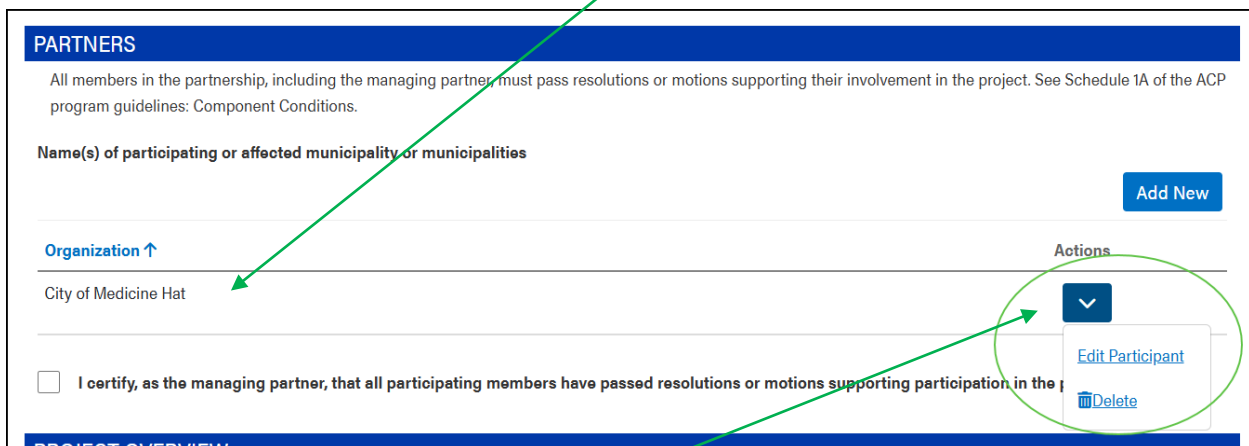 PARTNERS
All members in the partnership, including the managing partner, must pass resolutions or motions supporting their involvement in the project. See Schedule 1A of the ACP
program guidelines: Component Conditions.
Name(s) of participating or affected municipality or municipalities
Add New
Organization ↑
Actions
City of Medicine Hat
Edit Participant
I certify, as the managing partner, that all participating members have passed resolutions or motions supporting participation in the
Delete
PROJECT OVERVIEW